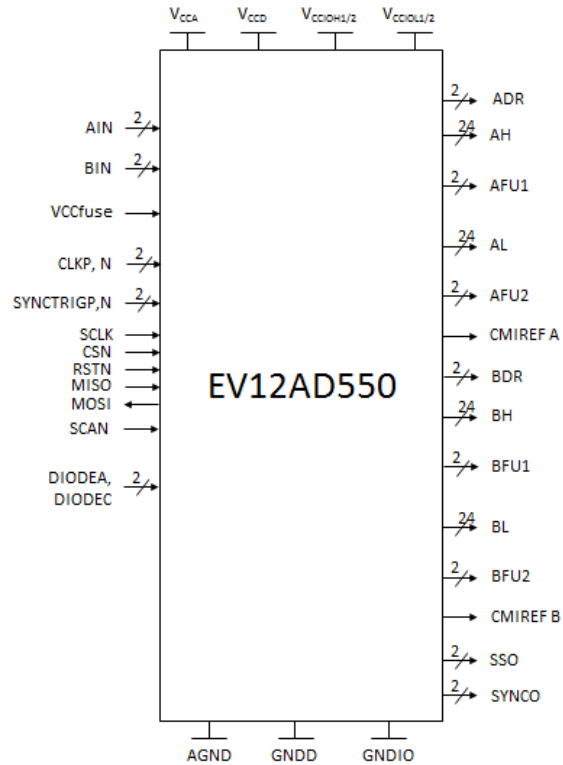 VCCA VCCD VCCIOH1/2 VCCIOL1/2
2 ADR
24 AH
AIN 2
BIN 2
2 AFU1
VCCfuse
24 AL
CLKP, N 2
2 AFU2
SYNCTRIGP,N 2
SCLK
CMIREF A
CSN
RSTN
2 BDR
MISO
EV12AD550
MOSI
24 BH
SCAN
2 BFU1
DIODEA, 2
DIODEC
24 BL
2 BFU2
CMIREF B
2 SSO
2 SYNCO
AGND GNDD GNDIO